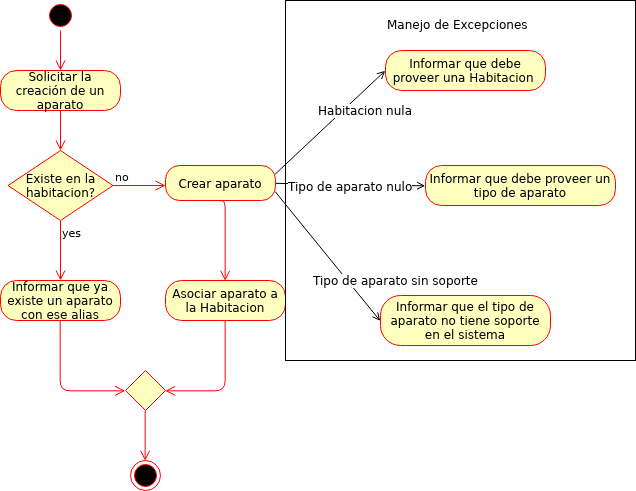 Manejo de Excepciones
Solicitar la
creación de un
aparato
Informar que debe
proveer una Habitacion
Habitacion nula
Existe en la
habitacion?
no
Crear aparato
Tipo de aparato nulo
Informar que debe proveer un
tipo de aparato
yes
Informar que ya
existe un aparato
con ese alias
Asociar aparato a
la Habitacion
Tipo de aparato sin soporte
Informar que el tipo de
aparato no tiene soporte
en el sistema